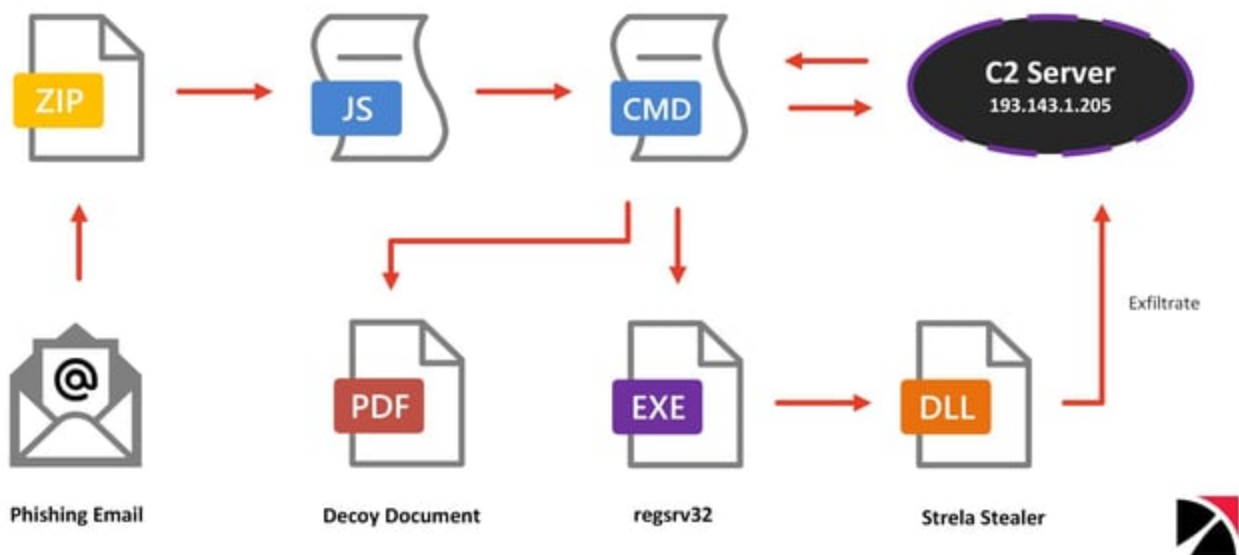 ZIP
JS
CMD
C2 Server
193.143.1.205
Exfiltrate
PDF
EXE
DLL
@
Phishing Email
Decoy Document
regsrv32
Strela Stealer